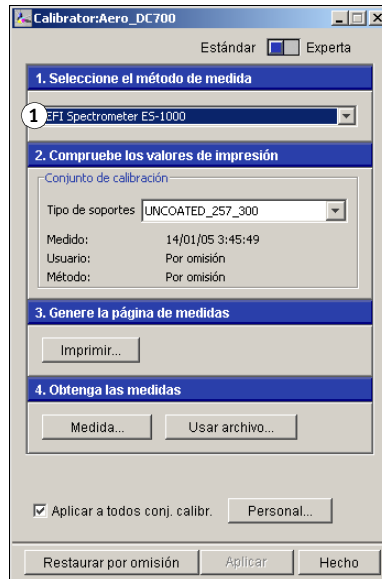 Calibrator:Aero_DC700
Estándar Experta
1. Seleccione el método de medida
1 EFI Spectrometer ES-1000
2. Compruebe los valores de impresión
Conjunto de calibración
Tipo de soportes UNCOATED_257_300
Medido: 14/01/05 3:45:49
Usuario: Por omisión
Método: Por omisión
3. Genere la página de medidas
Imprimir...
4. Obtenga las medidas
Medida... Usar archivo...
Aplicar a todos conj. calibr. Personal...
Restaurar por omisión Aplicar Hecho